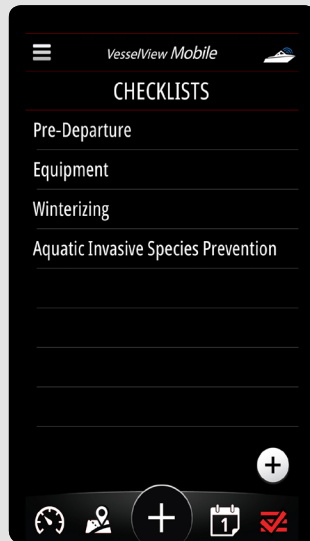 VesselView Mobile
CHECKLISTS
Pre-Departure
Equipment
Winterizing
Aquatic Invasive Species Prevention
1